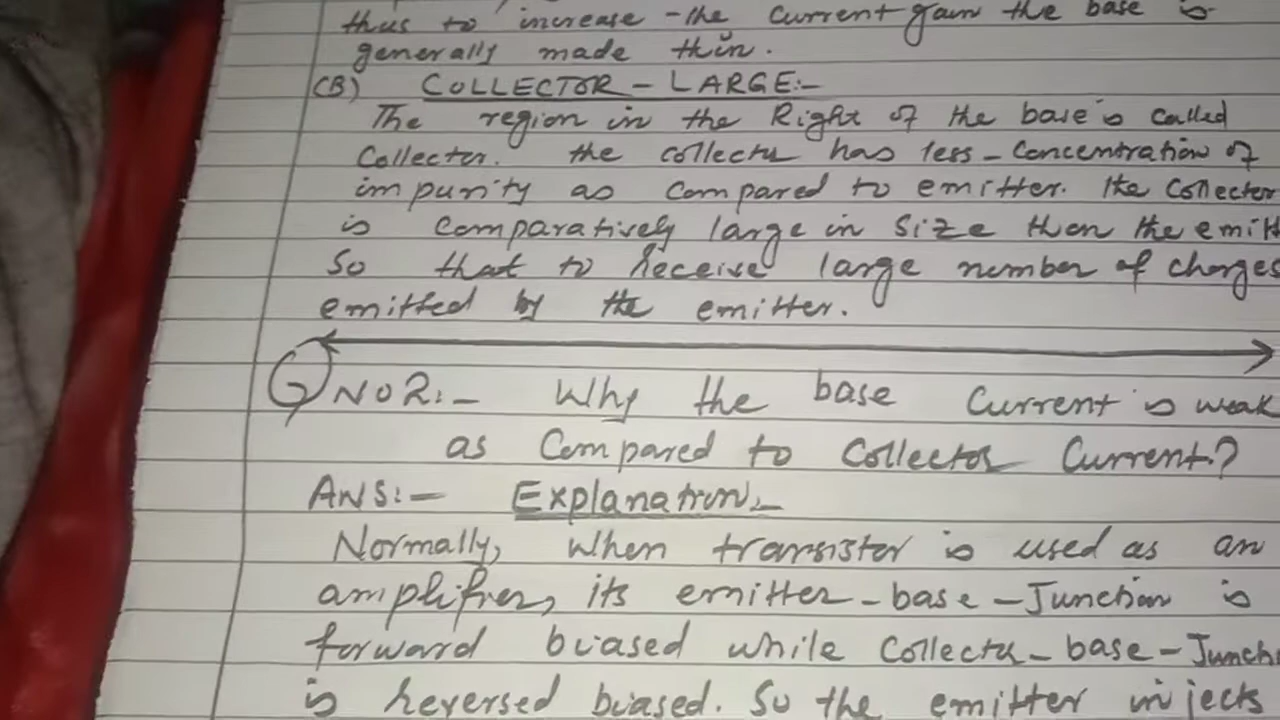 thus to increase -the Current gain the base is
generally made thin.
(B) COLLECTOR - LARGE:-
The region in the Right of the base is Called
Collector. the collector has less - Concentration of
impurity as Compared to emitter. the Collector
is Comparatively large in Size then the emitt
So that to Receive large number of charges
emitted by the emitter.
Q NO2:- Why the base Current is weak
as Compared to Collector Current?
ANS:- Explanation:-
Normally, when transistor is used as an
amplifier, its emitter-base-Junction is
forward biased while Collector-base-Juncti
is reversed biased. So the emitter injects